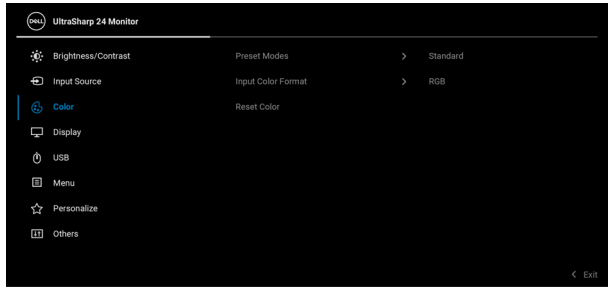 DELL UltraSharp 24 Monitor
Brightness/Contrast Preset Modes > Standard
Input Source Input Color Format > RGB
Color Reset Color
Display
USB
Menu
Personalize
Others
< Exit